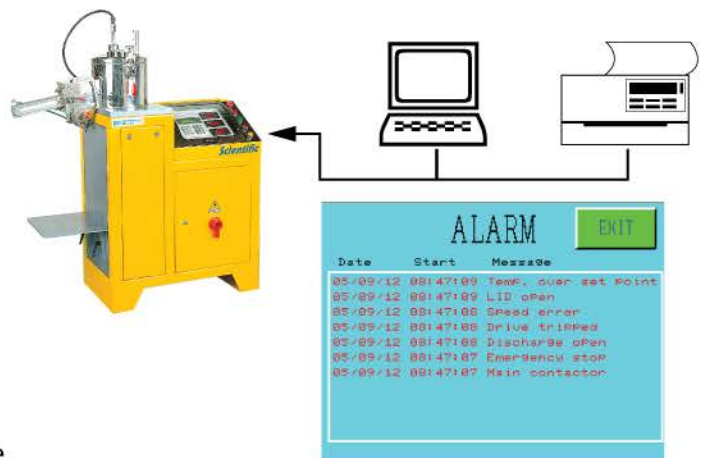 Scientific
ALARM
EXIT
Date Start Message
05/09/12 08:47:09 Temp. over set point
05/09/12 08:47:09 LID open
05/09/12 08:47:08 Speed error
05/09/12 08:47:08 Drive tripped
05/09/12 08:47:08 Discharge open
05/09/12 08:47:07 Emergency stop
05/09/12 08:47:07 Main contactor